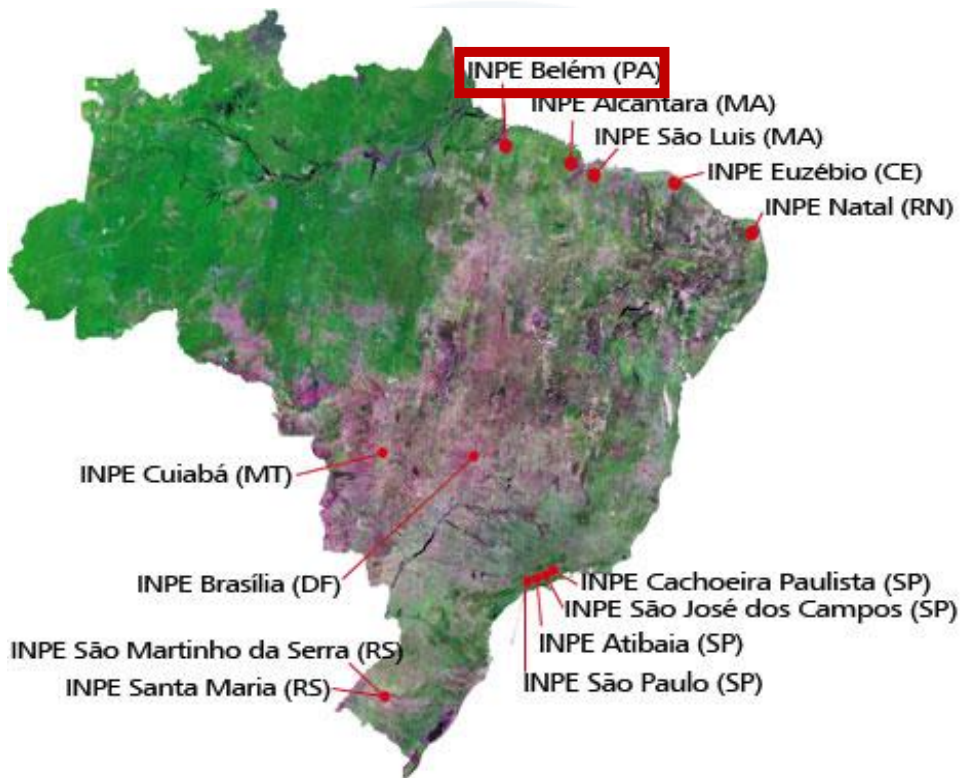 INPE Belém (PA)
INPE Alcântara (MA)
INPE São Luis (MA)
INPE Euzébio (CE)
INPE Natal (RN)
INPE Cuiabá (MT)
INPE Brasília (DF)
INPE Cachoeira Paulista (SP)
INPE São José dos Campos (SP)
INPE Atibaia (SP)
INPE São Paulo (SP)
INPE São Martinho da Serra (RS)
INPE Santa Maria (RS)